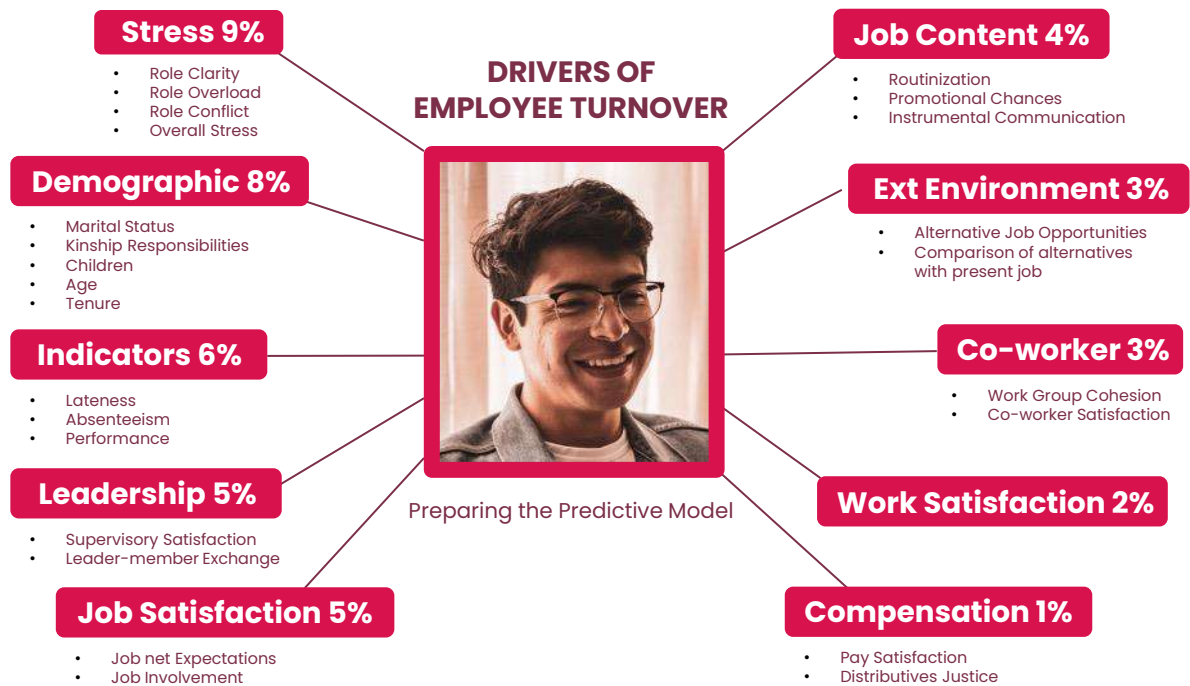 DRIVERS OF
EMPLOYEE TURNOVER
Stress 9%
• Role Clarity
• Role Overload
• Role Conflict
• Overall Stress
Demographic 8%
• Marital Status
• Kinship Responsibilities
• Children
• Age
• Tenure
Indicators 6%
• Lateness
• Absenteeism
• Performance
Leadership 5%
• Supervisory Satisfaction
• Leader-member Exchange
Job Satisfaction 5%
• Job net Expectations
• Job Involvement
Preparing the Predictive Model
Job Content 4%
• Routinization
• Promotional Chances
• Instrumental Communication
Ext Environment 3%
• Alternative Job Opportunities
• Comparison of alternatives
with present job
Co-worker 3%
• Work Group Cohesion
• Co-worker Satisfaction
Work Satisfaction 2%
Compensation 1%
• Pay Satisfaction
• Distributives Justice